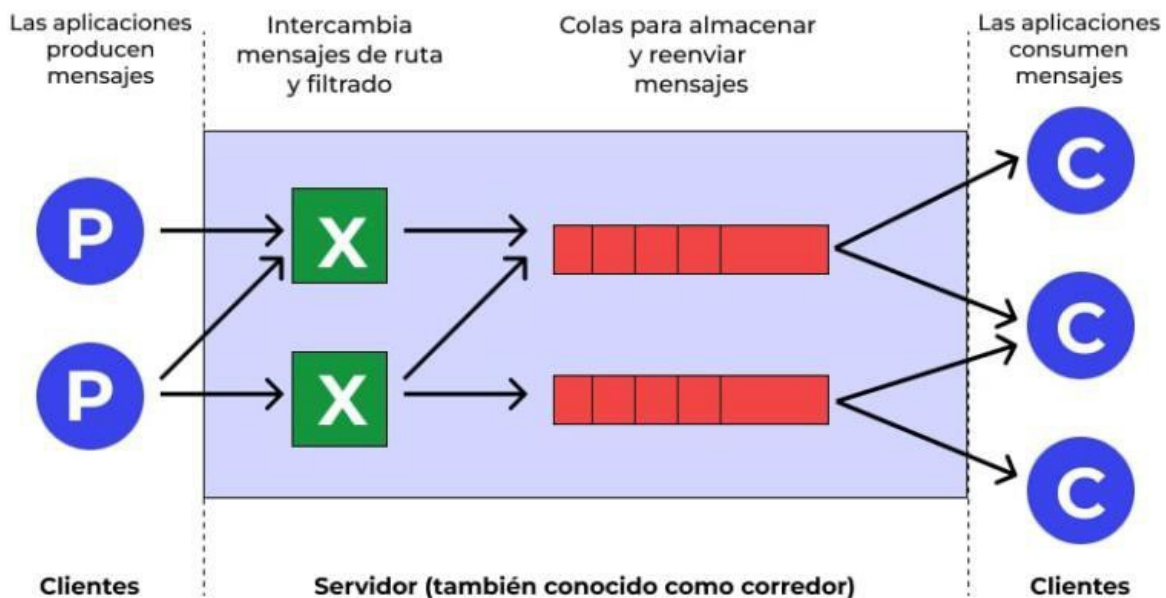 Las aplicaciones
producen
mensajes
Intercambia
mensajes de ruta
y filtrado
Colas para almacenar
y reenviar
mensajes
Las aplicaciones
consumen
mensajes
P
P
X
X
C
C
C
Clientes
Servidor (también conocido como corredor)
Clientes